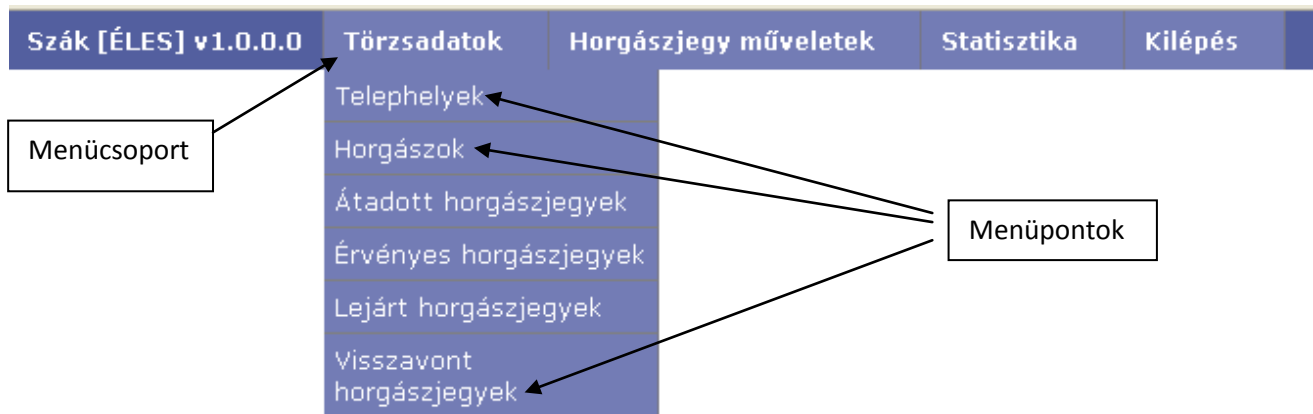 Szák [ÉLES] v1.0.0.0 Törzsadatok Horgászjegy műveletek Statisztika Kilépés
Telephelyek
Menücsoport
Horgászok
Átadott horgászjegyek
Menüpontok
Érvényes horgászjegyek
Lejárt horgászjegyek
Visszavont
horgászjegyek